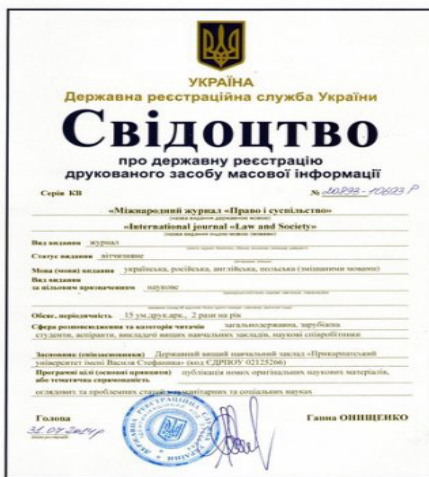 УКРАЇНА
Державна реєстраційна служба України
Свідоцтво
про державну реєстрацію
друкованого засобу масової інформації
Серія КВ № 20893-10693 Р
«Міжнародний журнал «Право і суспільство»
«International journal «Law and Society»
Вид видання журнал
Статус видання вітчизняне
Мова (мови) видання українська, російська, англійська, польська (змішаними мовами)
Вид видання
за цільовим призначенням наукове
Обсяг, періодичність 15 ум.друк.арк., 2 рази на рік
Сфера розповсюдження та категорія читачів загальнодержавна, зарубіжна
студенти, аспіранти, викладачі вищих навчальних закладів, наукові співробітники
Засновник (співзасновники) Державний вищий навчальний заклад «Прикарпатський
університет імені Василя Стефаника» (код ЄДРПОУ 02125266)
Програмні цілі (основні принципи) публікація нових оригінальних наукових матеріалів,
або тематична спрямованість
оглядових та проблемних статей в гуманітарних та соціальних науках
Голова Ганна ОНИЩЕНКО
31.07.2014р